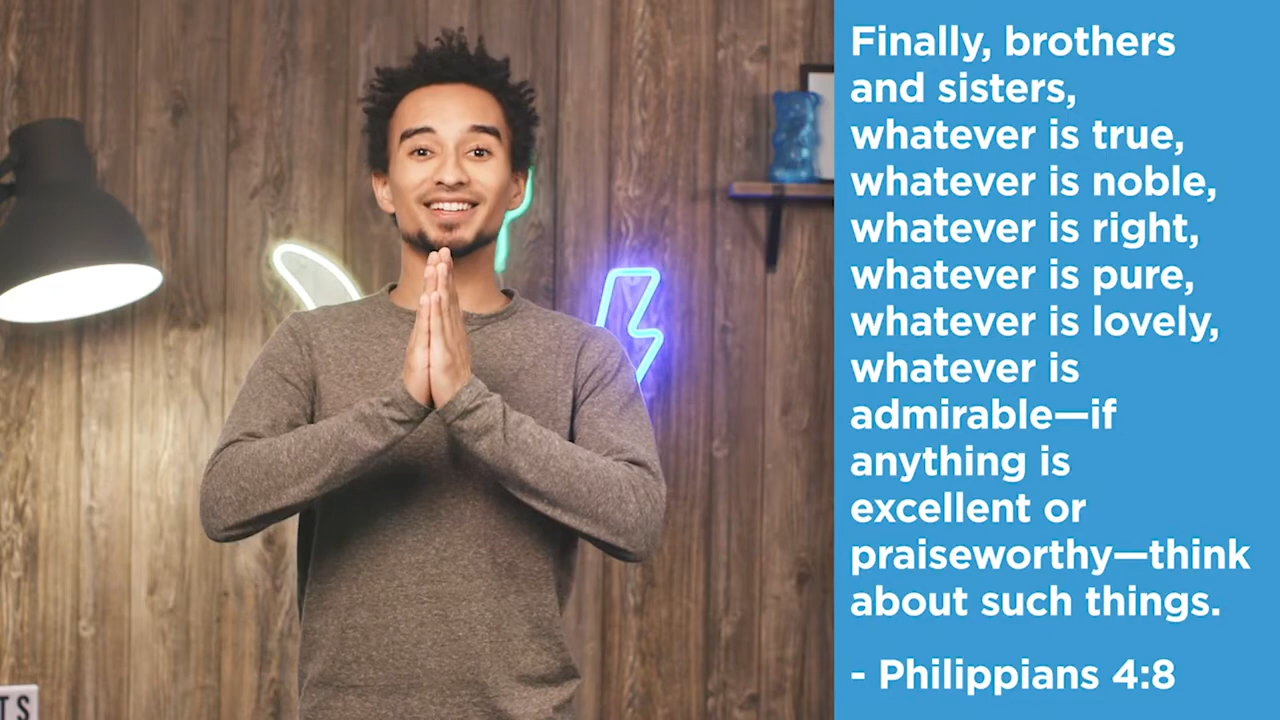 Finally, brothers
and sisters,
whatever is true,
whatever is noble,
whatever is right,
whatever is pure,
whatever is lovely,
whatever is
admirable—if
anything is
excellent or
praiseworthy—think
about such things.
- Philippians 4:8
TS